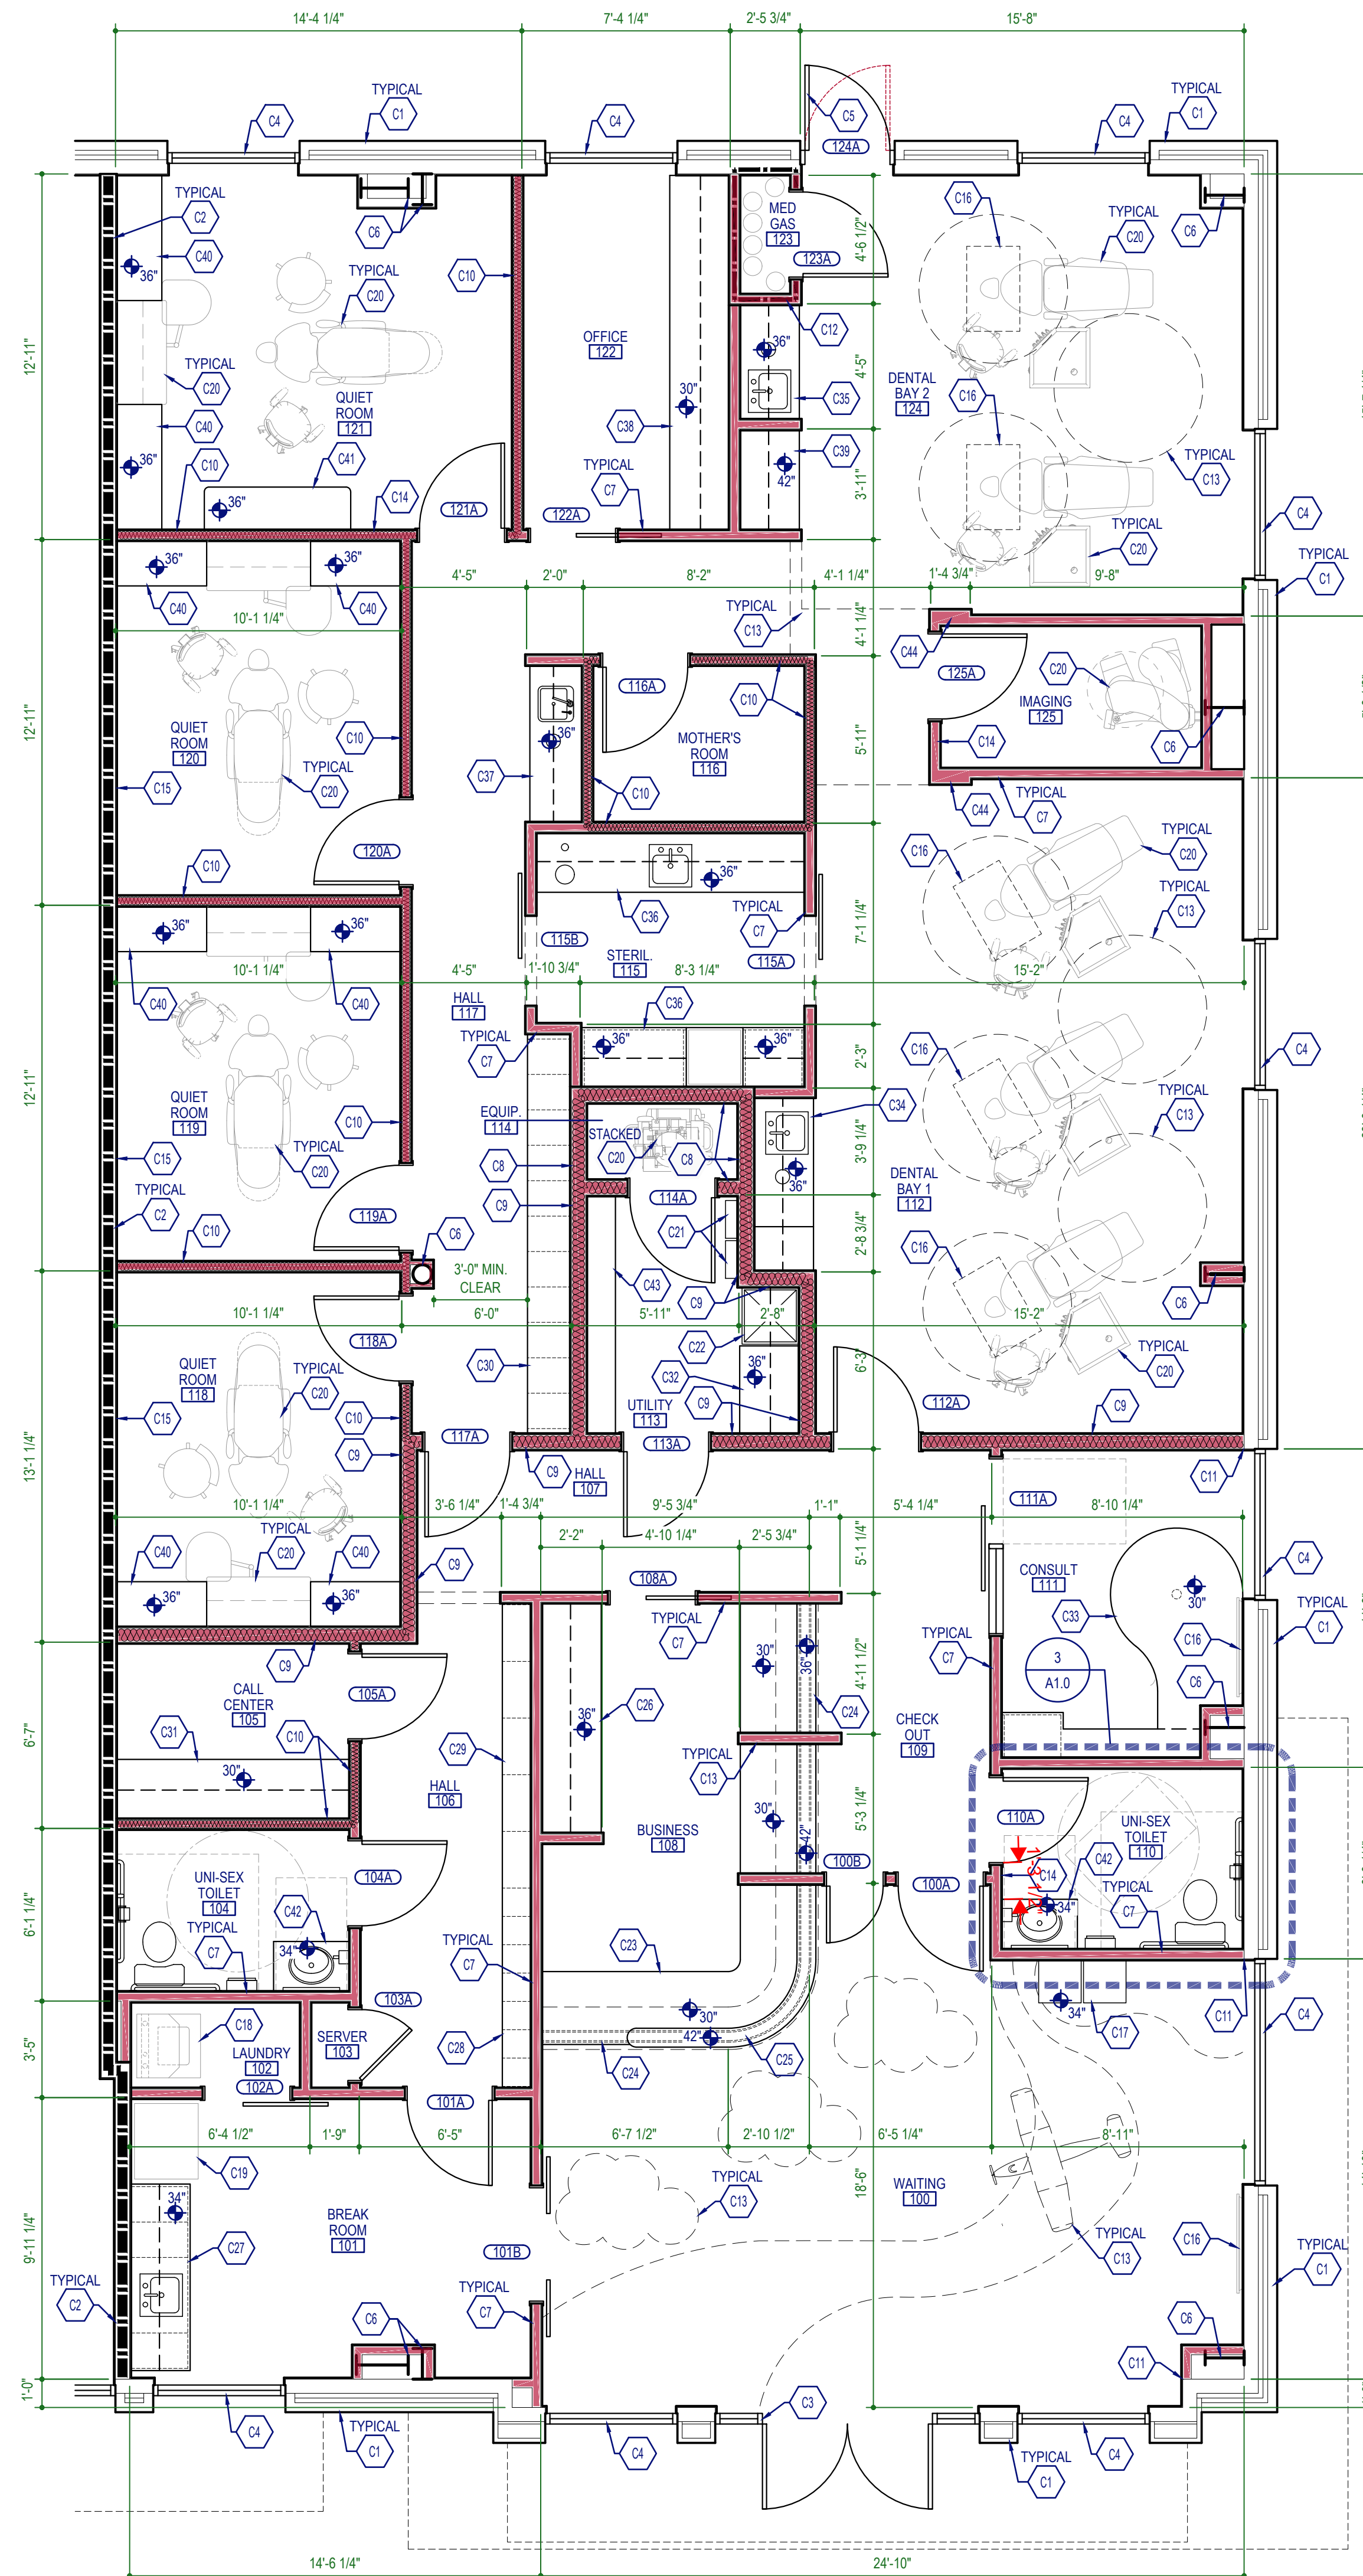 14'-4 1/4"
7'-4 1/4"
2'-5 3/4"
15'-8"
TYPICAL
C1
C4
C4
C5
124A
C4
TYPICAL
C1
TYPICAL
C2
C40
36"
C6
TYPICAL
C20
C10
MED
GAS
123
123A
4'-6 1/2"
C16
TYPICAL
C20
C6
12'-11"
TYPICAL
C20
QUIET
ROOM
121
C40
36"
C10
C41
36"
C14
121A
OFFICE
122
30"
C38
TYPICAL
C7
122A
C12
36"
C35
C39
42"
4'-5"
3'-11"
DENTAL
BAY 2
124
C16
TYPICAL
C13
TYPICAL
C20
C4
TYPICAL
C1
36"
36"
C40
C40
10'-1 1/4"
4'-5"
2'-0"
8'-2"
4'-1 1/4"
1'-4 3/4"
9'-8"
TYPICAL
C13
4'-1 1/4"
C44
125A
C20
IMAGING
125
C14
C6
12'-11"
QUIET
ROOM
120
C15
C10
TYPICAL
C20
120A
C10
116A
C10
MOTHER'S
ROOM
116
36"
C37
C10
5'-11"
C44
TYPICAL
C7
C16
TYPICAL
C20
TYPICAL
C13
36"
C36
TYPICAL
C7
7'-1 1/4"
36"
36"
C40
C40
10'-1 1/4"
4'-5"
115B
STERIL.
115
115A
1'-10 3/4"
8'-3 1/4"
15'-2"
HALL
117
TYPICAL
C7
C36
36"
36"
2'-3"
C16
C4
12'-11"
QUIET
ROOM
119
C15
C10
TYPICAL
C20
TYPICAL
C2
C10
119A
C6
3'-0" MIN.
CLEAR
EQUIP.
114
STACKED
C20
C8
C8
C9
114A
C21
C34
36"
3'-9 1/4"
2'-8 3/4"
TYPICAL
C13
DENTAL
BAY 1
112
C16
C6
10'-1 1/4"
6'-0"
C43
C9
5'-11"
2'-8"
15'-2"
118A
QUIET
ROOM
118
C15
TYPICAL
C20
C10
C9
13'-1 1/4"
C30
C22
C32
36"
UTILITY
113
C9
6'-3"
TYPICAL
C20
112A
C9
117A
C9
113A
HALL
107
C11
111A
10'-1 1/4"
3'-6 1/4"
1'-4 3/4"
9'-5 3/4"
1'-1"
5'-4 1/4"
8'-10 1/4"
TYPICAL
C20
C40
C40
36"
36"
C9
2'-2"
4'-10 1/4"
2'-5 3/4"
5'-1 1/4"
CONSULT
111
30"
C4
C33
C16
TYPICAL
C1
C6
108A
TYPICAL
C7
30"
36"
4'-11 1/2"
TYPICAL
C7
3
A1.0
C9
CALL
CENTER
105
105A
C31
C10
30"
6'-7"
C29
HALL
106
C26
36"
C24
CHECK
OUT
109
TYPICAL
C13
30"
42"
BUSINESS
108
5'-3 1/4"
100B
100A
110A
UNI-SEX
TOILET
110
C14
C42
1'-3 1/2"
34"
TYPICAL
C7
UNI-SEX
TOILET
104
104A
C42
TYPICAL
C7
34"
6'-1 1/4"
TYPICAL
C7
C23
103A
30"
42"
C25
C24
34"
C17
C11
C4
3'-5"
C18
LAUNDRY
102
102A
SERVER
103
C28
101A
6'-4 1/2"
1'-9"
6'-5"
6'-7 1/2"
2'-10 1/2"
6'-5 1/4"
8'-11"
C19
34"
C27
BREAK
ROOM
101
101B
TYPICAL
C7
TYPICAL
C13
WAITING
100
18'-6"
TYPICAL
C13
C16
TYPICAL
C1
9'-11 1/4"
TYPICAL
C2
C6
C6
C11
1'-0"
C4
TYPICAL
C1
C4
C3
TYPICAL
C1
C4
14'-6 1/4"
24'-10"